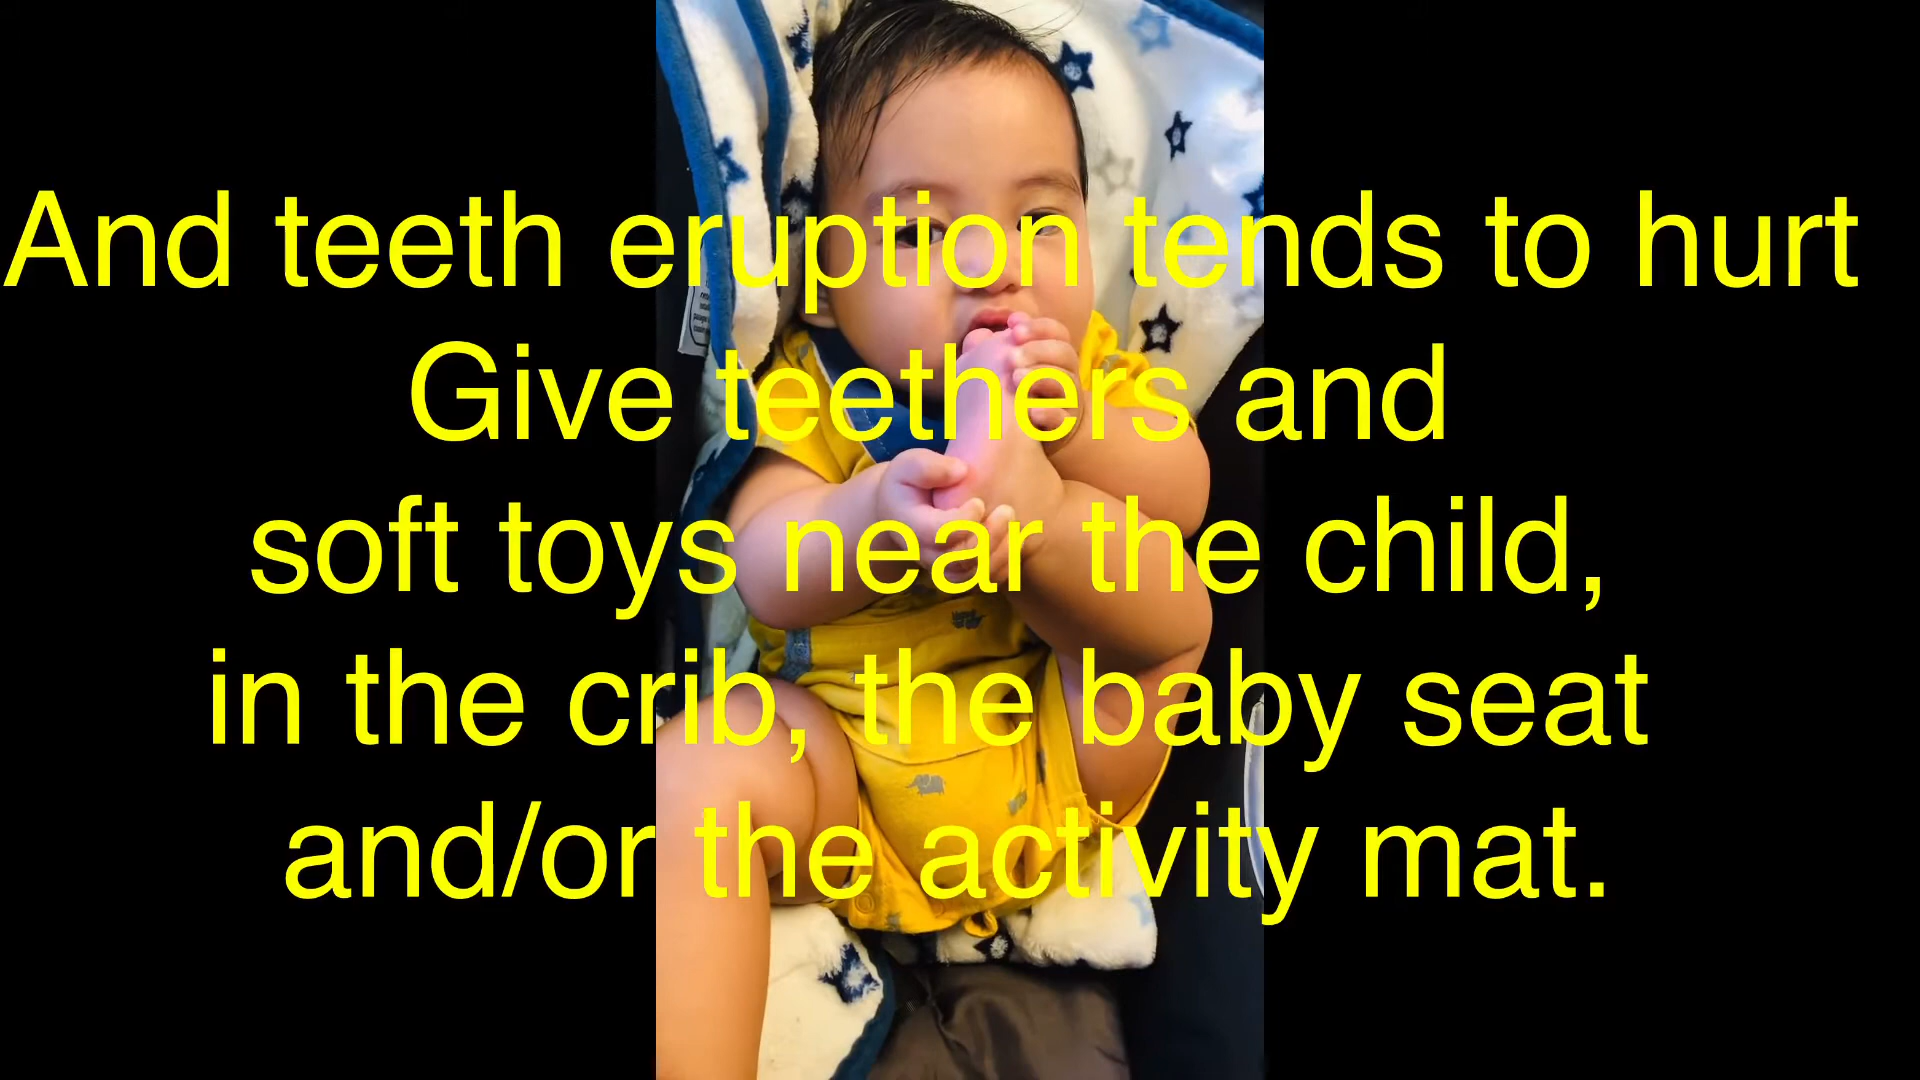 And teeth eruption tends to hurt
Give teethers and
soft toys near the child,
in the crib, the baby seat
and/or the activity mat.